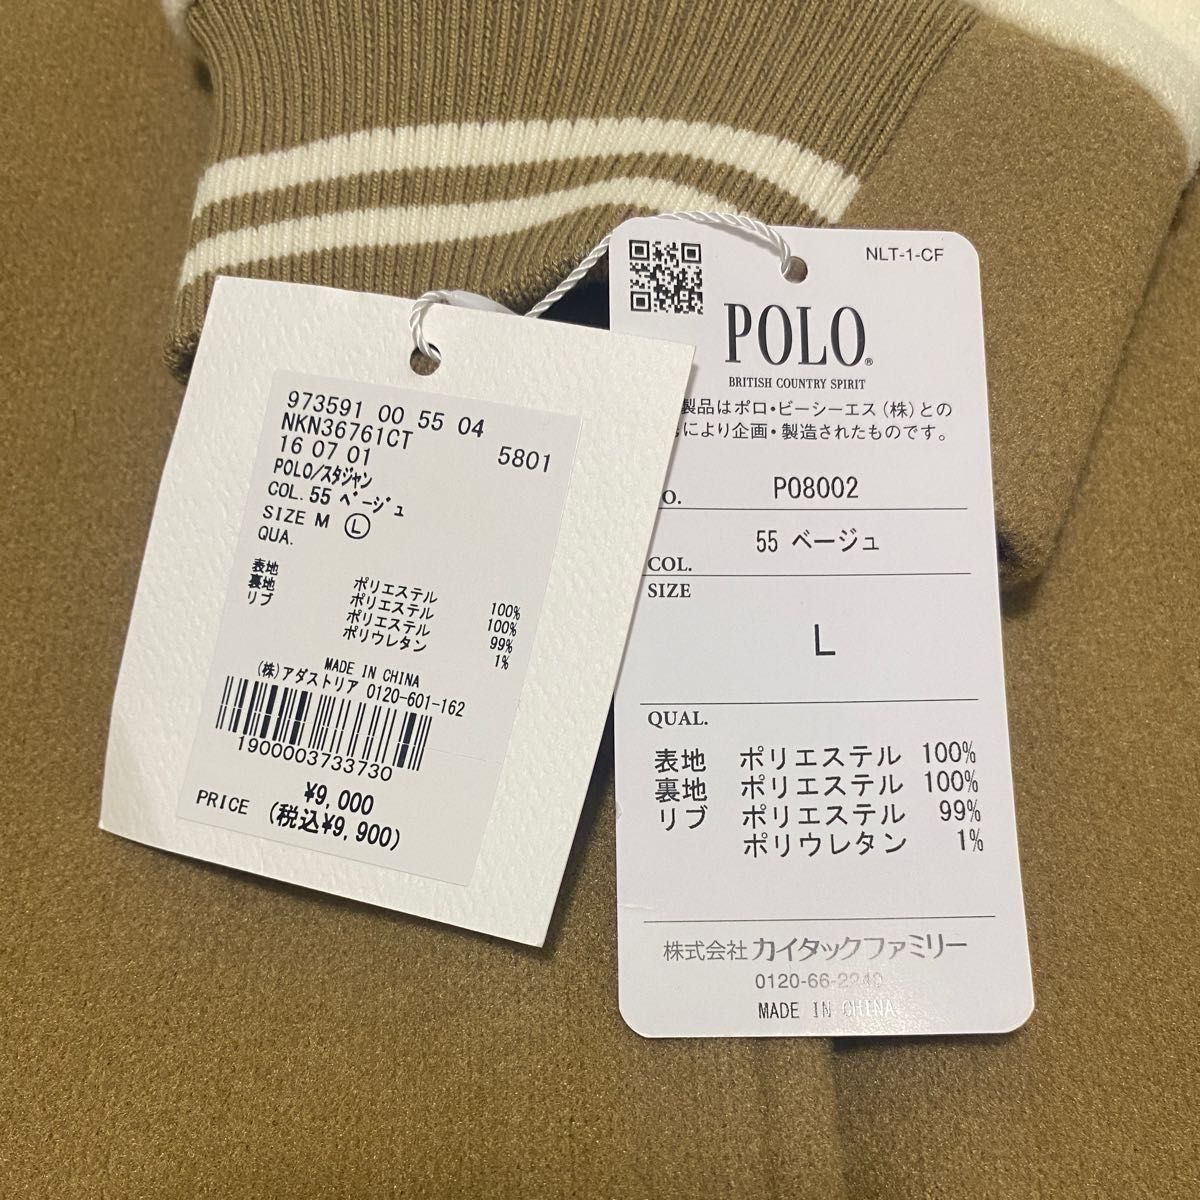 973591 00 55 04
NKN36761CT
5801
16 07 01
POLO/スタジャン
COL. 55 ベージュ
SIZE M Ⓛ
QUA.
表地 ポリエステル 100%
裏地 ポリエステル 100%
リブ ポリエステル 99%
ポリウレタン 1%
MADE IN CHINA
(株)アダストリア 0120-601-162
1900003733730
¥9,000
PRICE (税込¥9,900)
NLT-1-CF
POLO®
BRITISH COUNTRY SPIRIT
製品はポロ・ビーシーエス(株)との
により企画・製造されたものです。
O. P08002
COL. 55 ベージュ
SIZE
L
QUAL.
表地 ポリエステル 100%
裏地 ポリエステル 100%
リブ ポリエステル 99%
ポリウレタン 1%
株式会社カイタックファミリー
0120-66-2240
MADE IN CHINA